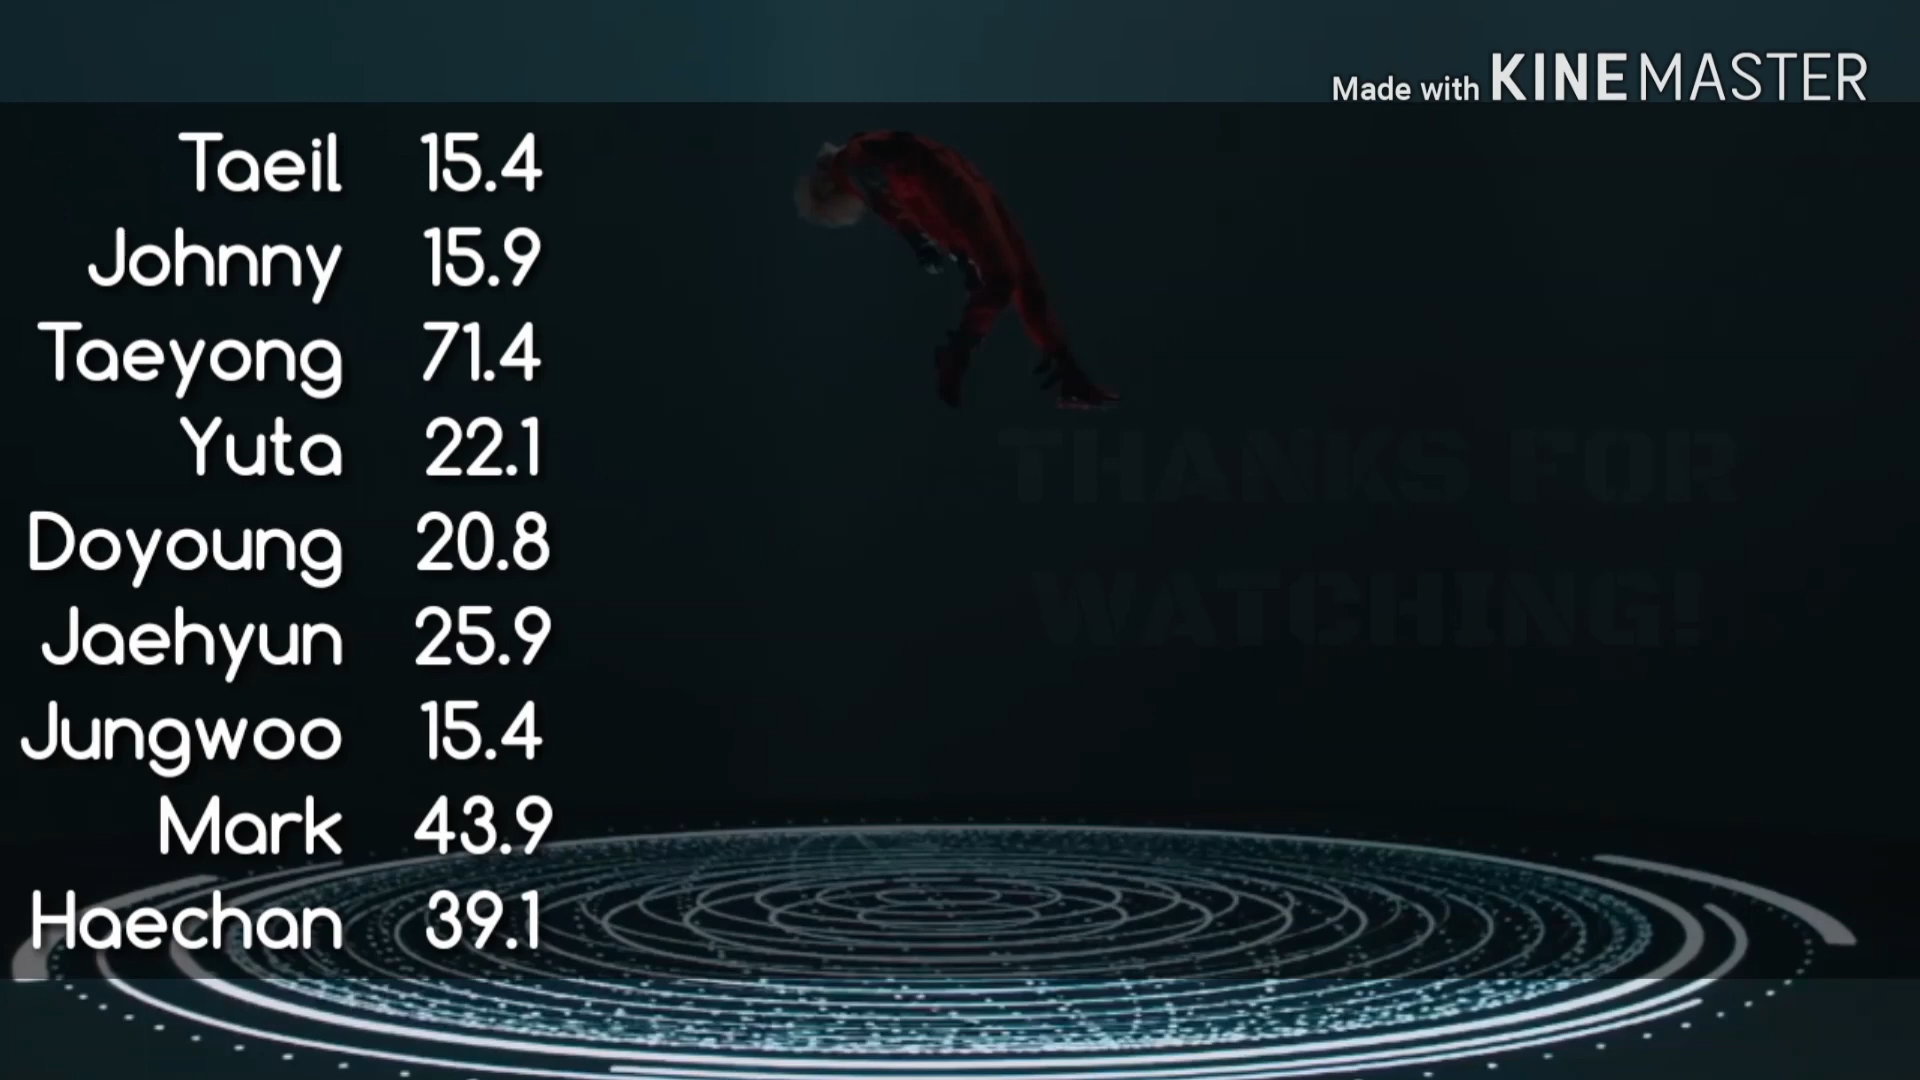 Made with KINEMASTER
Taeil 15.4
Johnny 15.9
Taeyong 71.4
Yuta 22.1
Doyoung 20.8
Jaehyun 25.9
Jungwoo 15.4
Mark 43.9
Haechan 39.1
THANKS FOR
WATCHING!